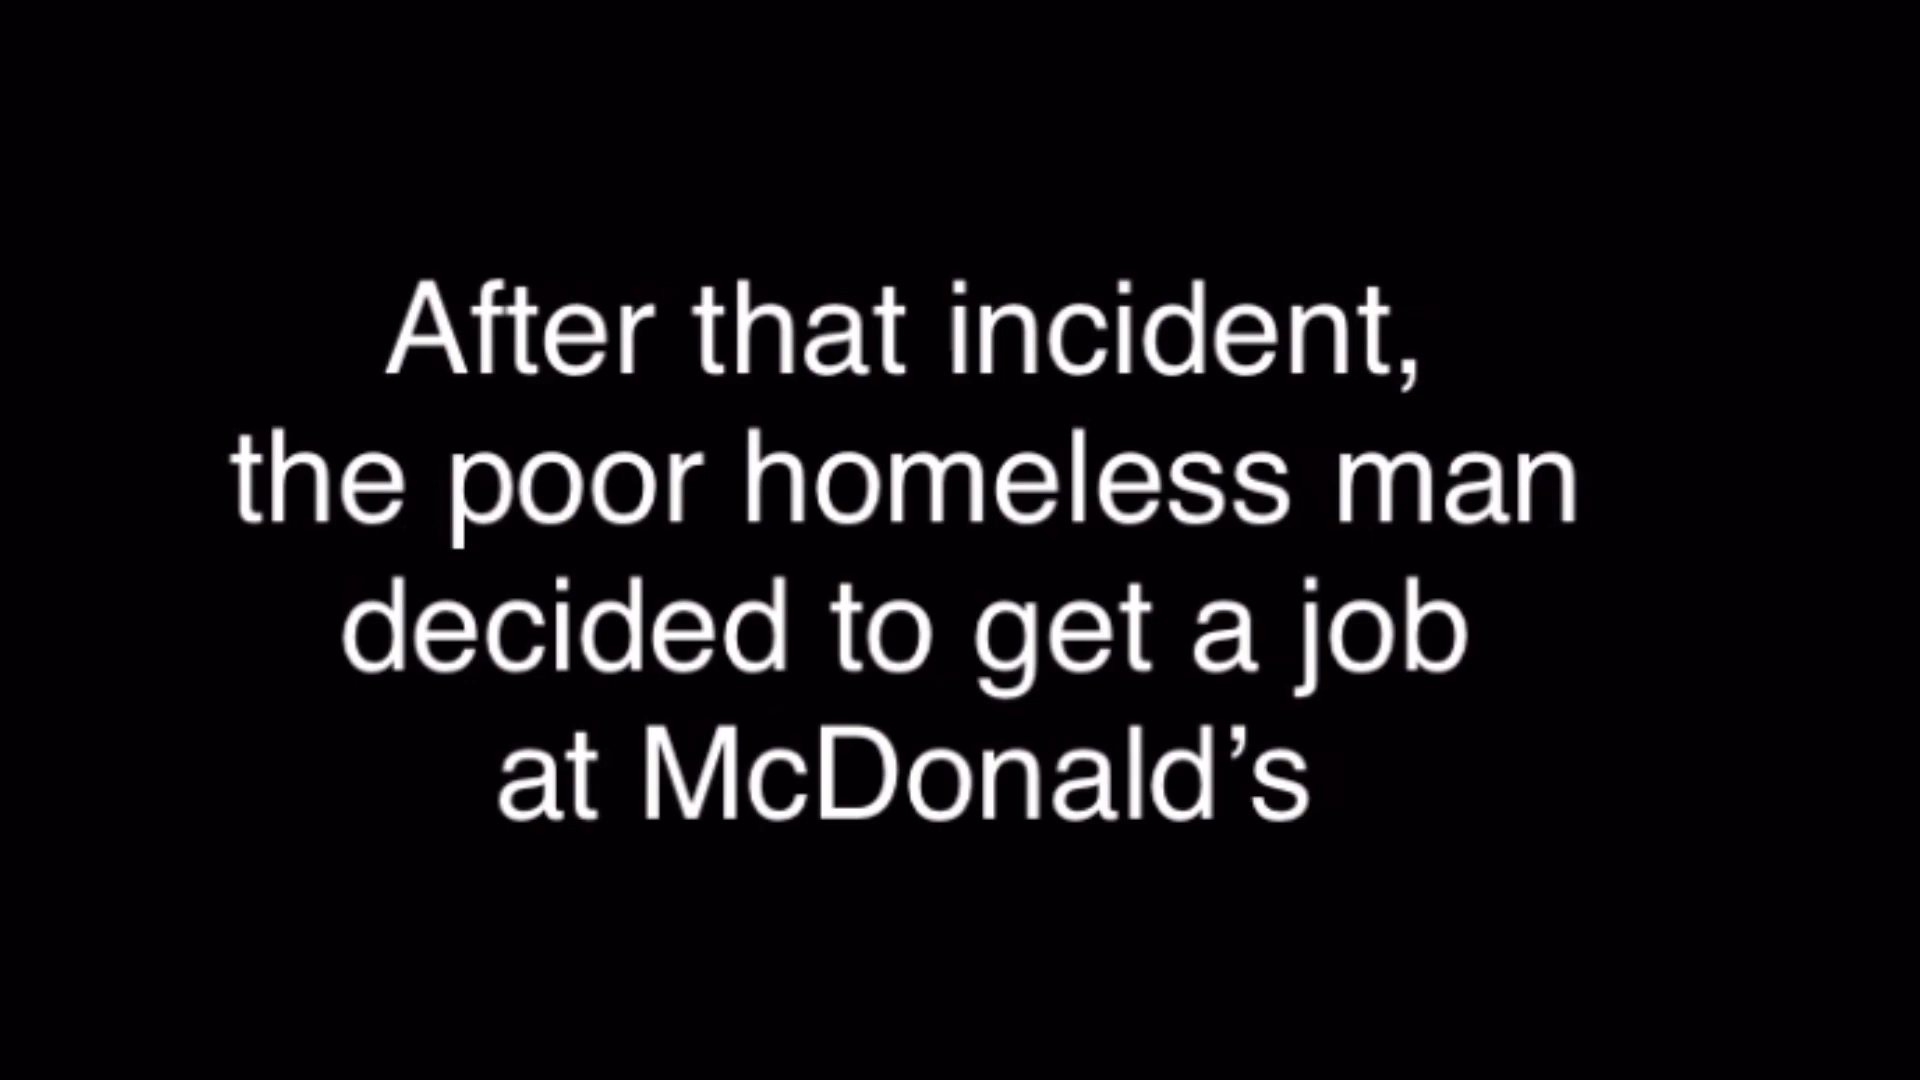 After that incident,
the poor homeless man
decided to get a job
at McDonald’s